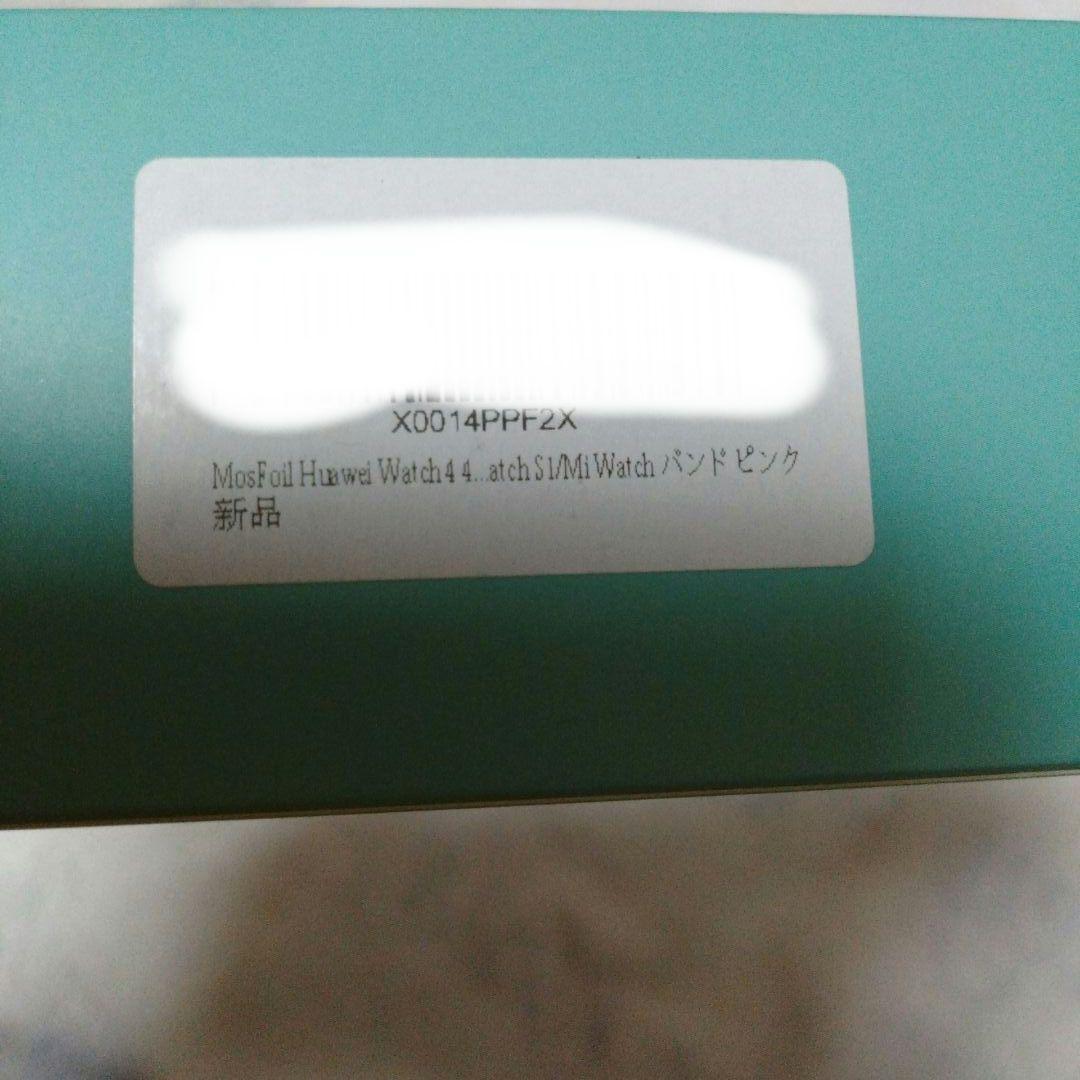 X0014PPF2X
MosFoil Huawei Watch 4 4...atch S1/Mi Watch バンド ピンク
新品